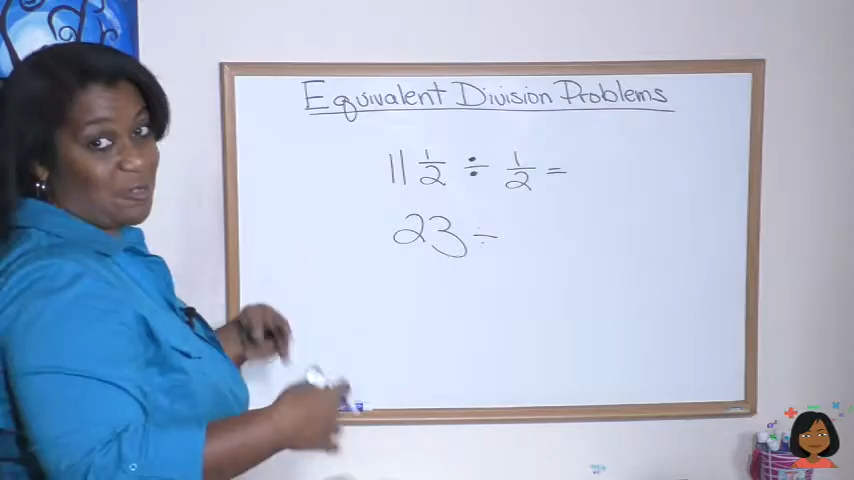 Equivalent Division Problems
11 1/2 ÷ 1/2 =
23 ÷